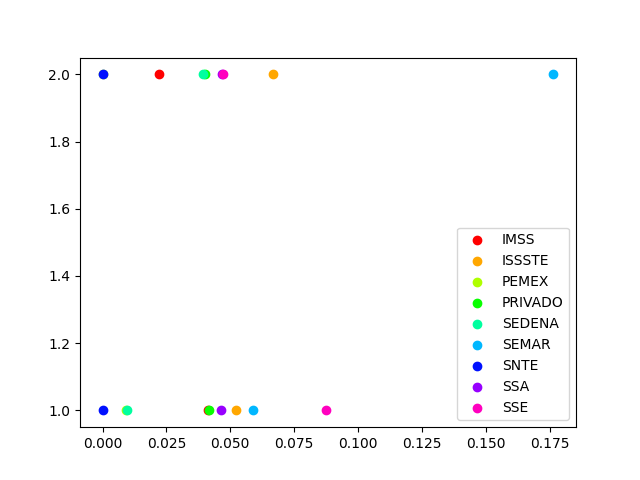 2.0
1.8
1.6
1.4
1.2
1.0
0.000 0.025 0.050 0.075 0.100 0.125 0.150 0.175
IMSS
ISSSTE
PEMEX
PRIVADO
SEDENA
SEMAR
SNTE
SSA
SSE